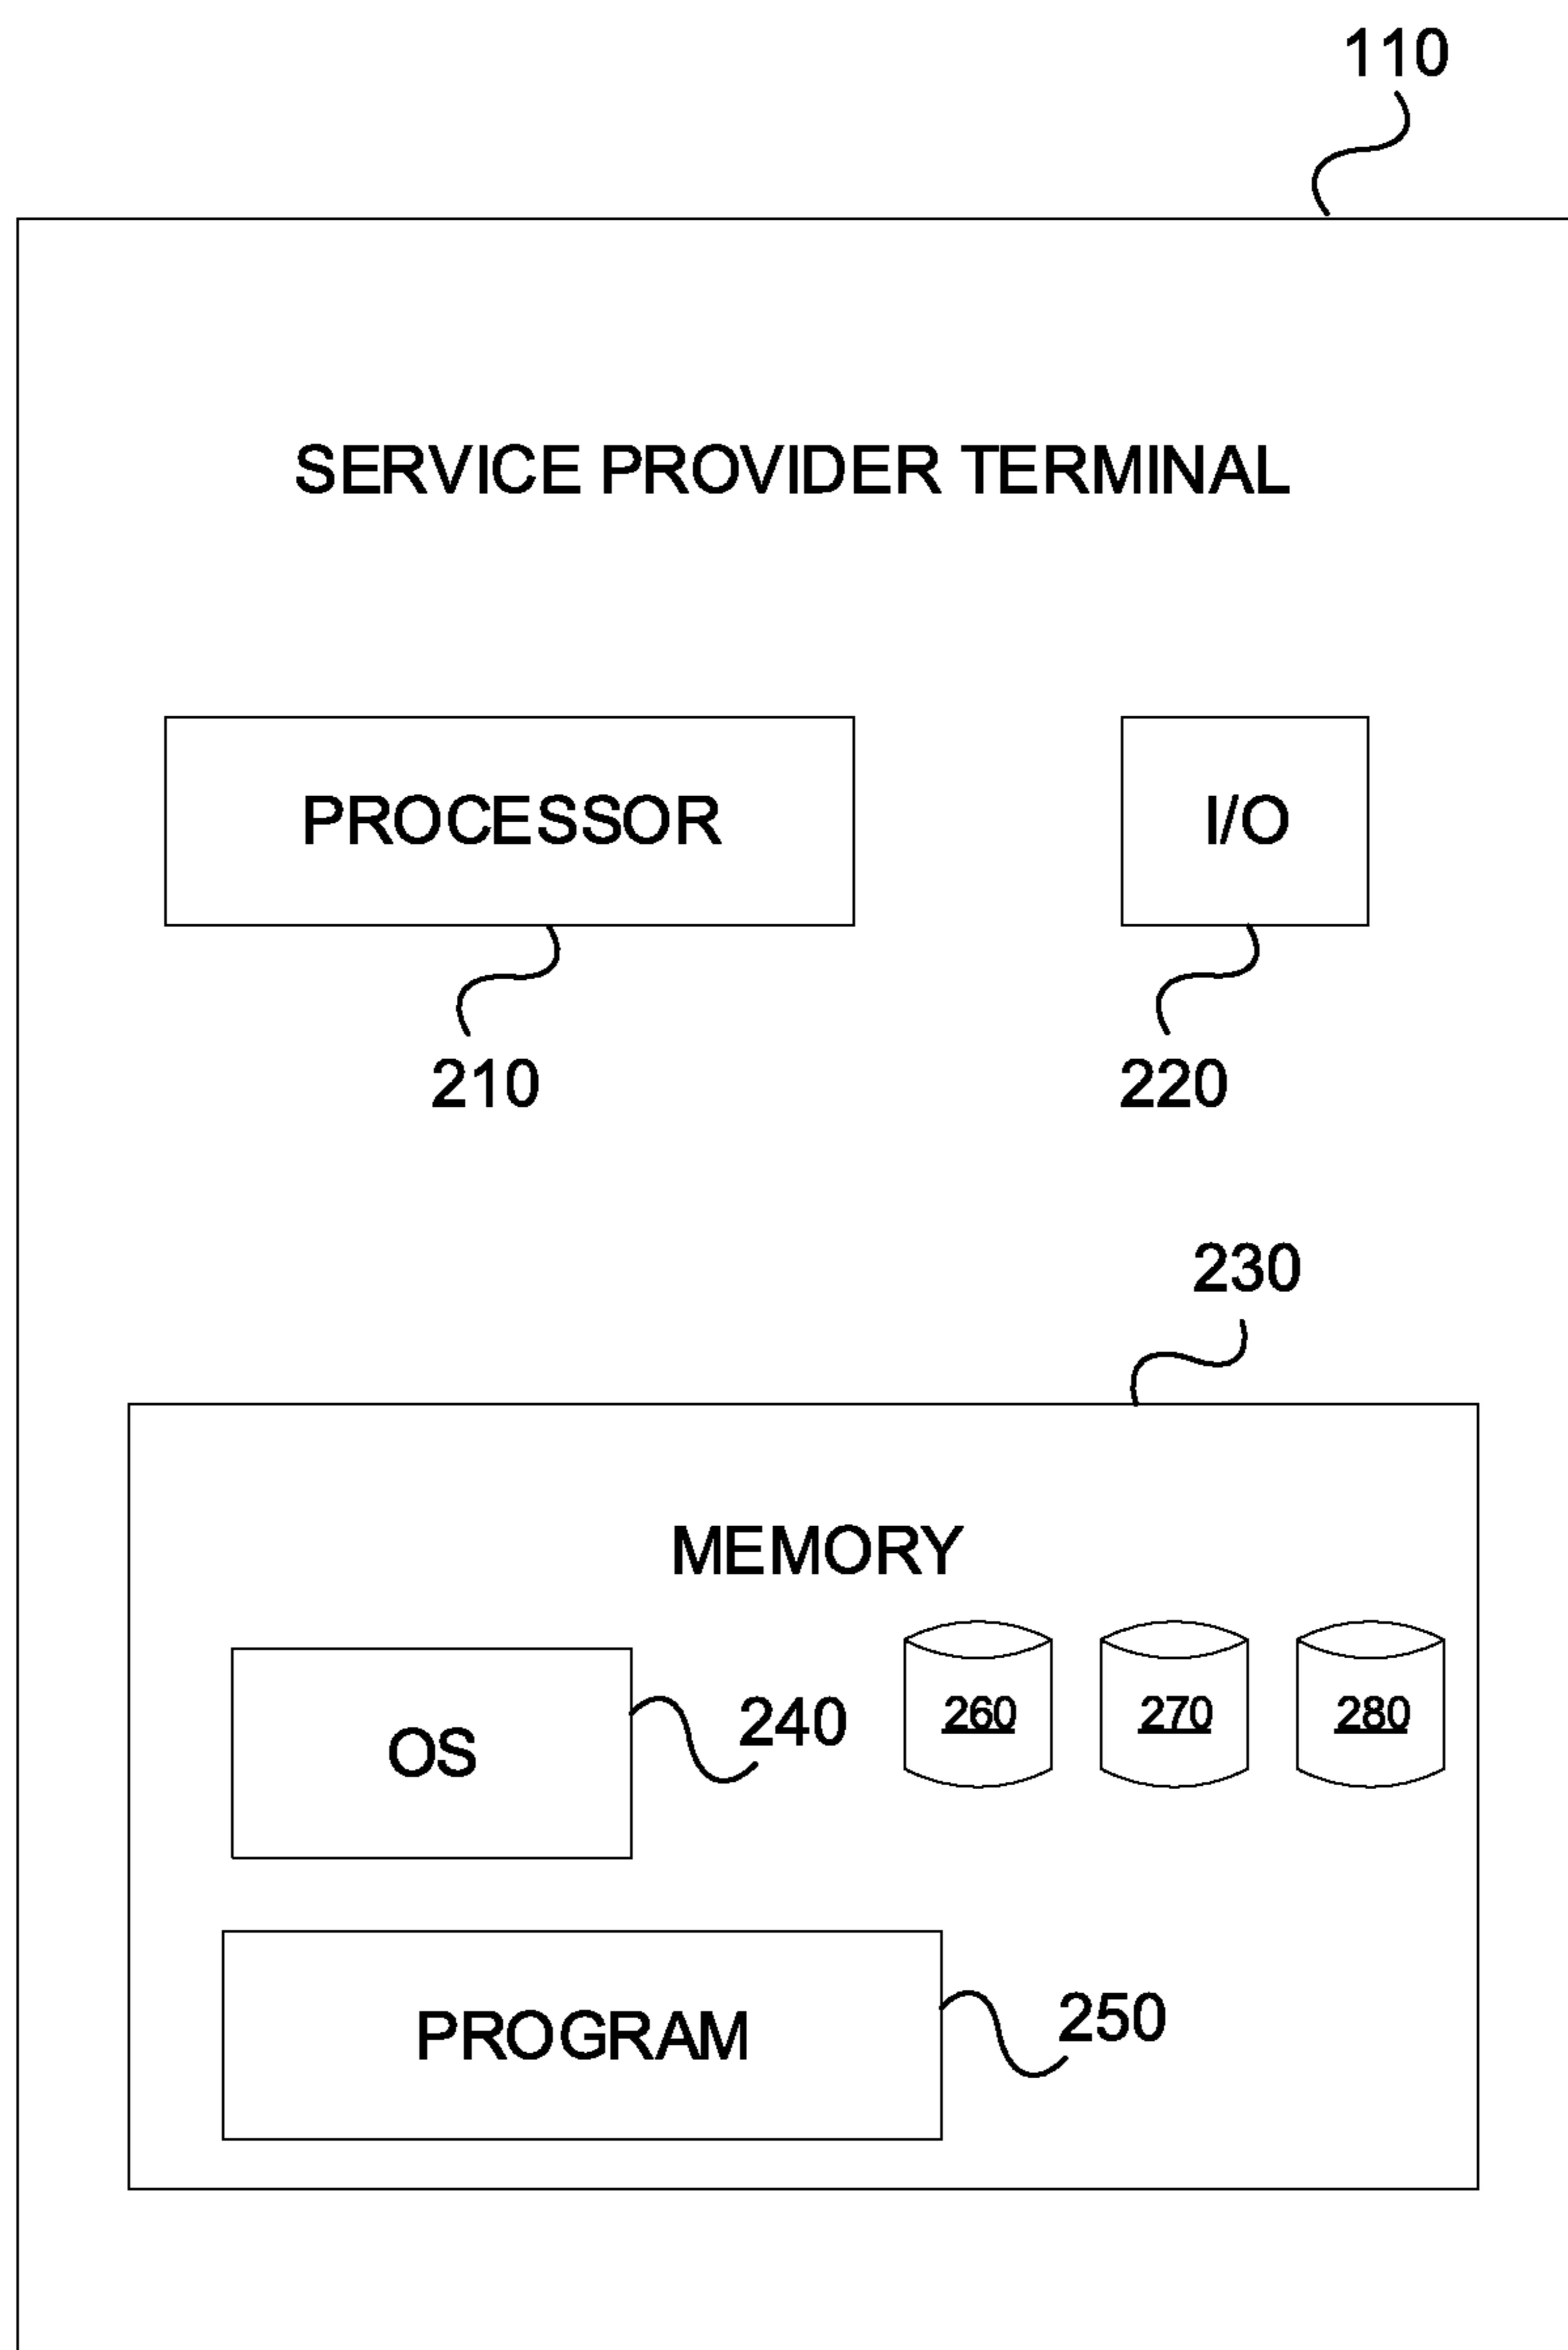 110
SERVICE PROVIDER TERMINAL
PROCESSOR
I/O
210
220
230
MEMORY
OS
240
260
270
280
PROGRAM
250